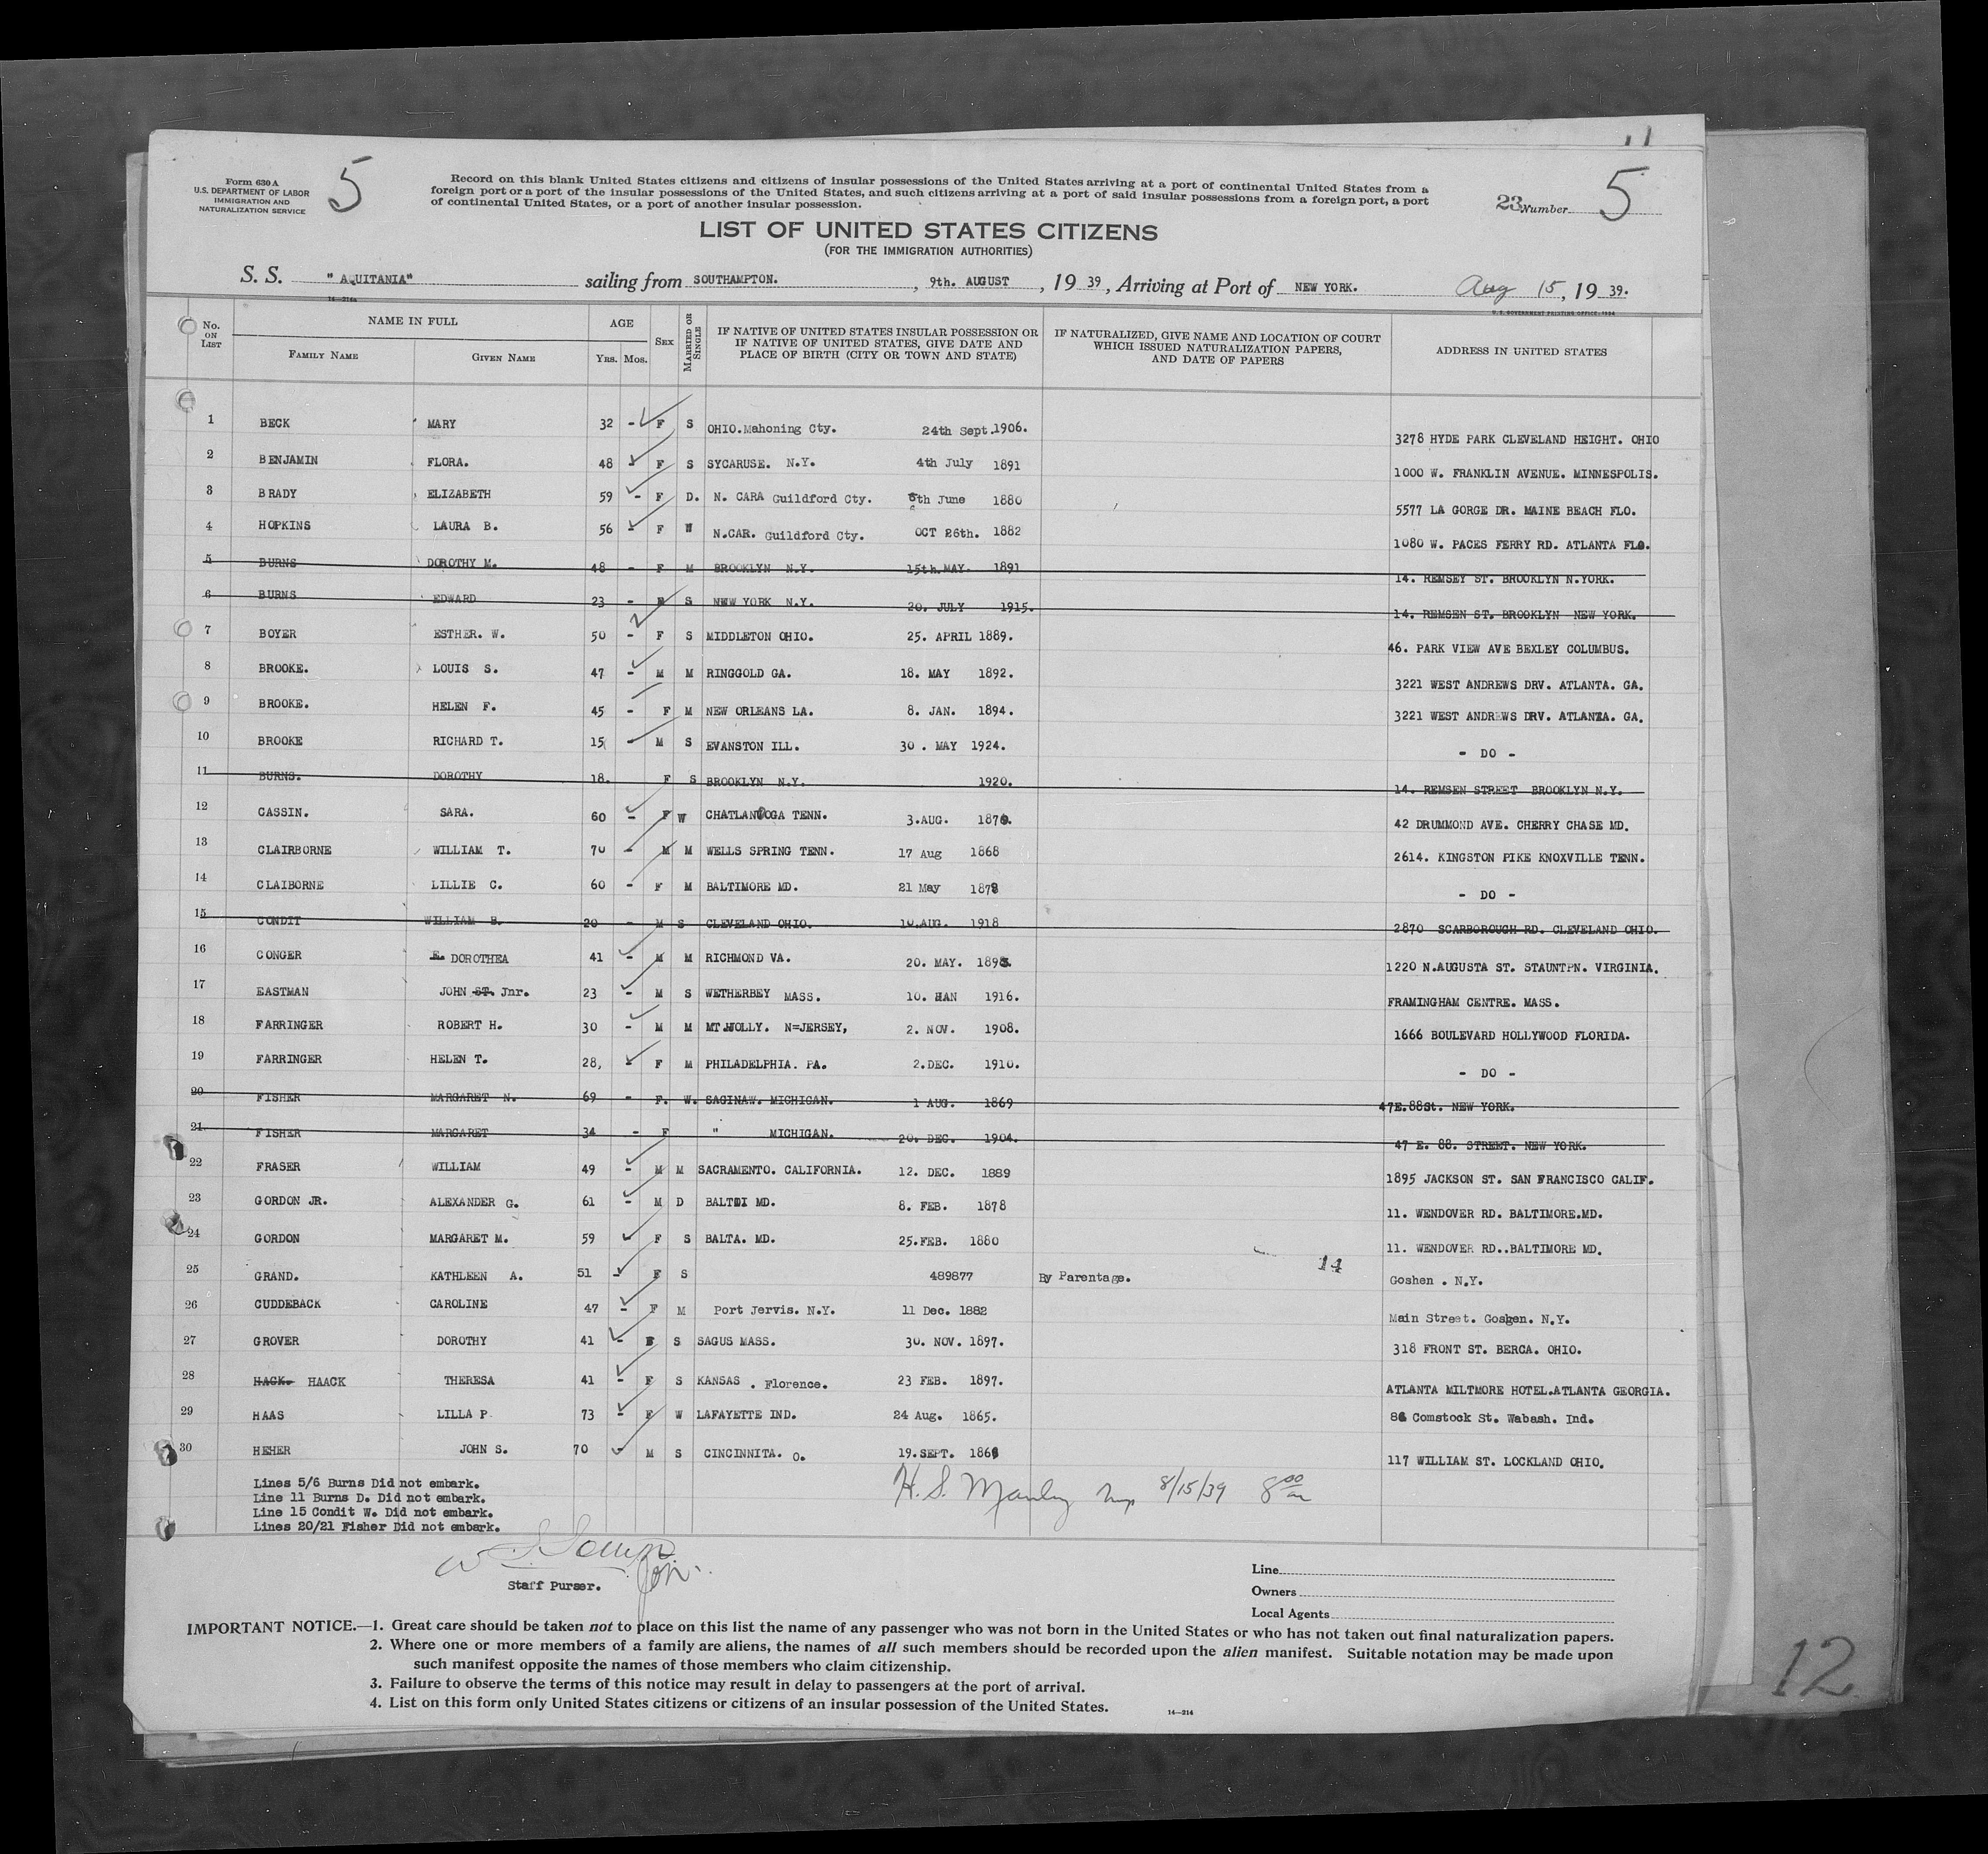 11
Form 630 A
U.S. DEPARTMENT OF LABOR
IMMIGRATION AND
NATURALIZATION SERVICE
5
Record on this blank United States citizens and citizens of insular possessions of the United States arriving at a port of continental United States from a
foreign port or a port of the insular possessions of the United States, and such citizens arriving at a port of said insular possessions from a foreign port, a port
of continental United States, or a port of another insular possession.
23 Number 5
LIST OF UNITED STATES CITIZENS
(FOR THE IMMIGRATION AUTHORITIES)
S. S. "AQUITANIA" sailing from SOUTHAMPTON. , 9th. AUGUST , 19 39 , Arriving at Port of NEW YORK. Aug 15, 19 39.
14—214a
U. S. GOVERNMENT PRINTING OFFICE: 1934
No. ON LIST NAME IN FULL FAMILY NAME GIVEN NAME AGE YRS. MOS. SEX MARRIED OR SINGLE IF NATIVE OF UNITED STATES INSULAR POSSESSION OR IF NATIVE OF UNITED STATES, GIVE DATE AND PLACE OF BIRTH (CITY OR TOWN AND STATE) IF NATURALIZED, GIVE NAME AND LOCATION OF COURT WHICH ISSUED NATURALIZATION PAPERS, AND DATE OF PAPERS ADDRESS IN UNITED STATES
1 BECK MARY 32 - F S OHIO.Mahoning Cty. 24th Sept.1906. 3278 HYDE PARK CLEVELAND HEIGHT. OHIO
2 BENJAMIN FLORA. 48 - F S SYCARUSE. N.Y. 4th July 1891 1000 W. FRANKLIN AVENUE. MINNESPOLIS.
3 BRADY ELIZABETH 59 - F D. N. CARA Guildford Cty. 6th June 1880 5577 LA GORGE DR. MAINE BEACH FLO.
4 HOPKINS LAURA B. 56 - F W N.CAR. Guildford Cty. OCT 26th. 1882 1080 W. PACES FERRY RD. ATLANTA FLO.
5 BURNS DOROTHY M. 48 - F M BROOKLYN N.Y. 15th.MAY. 1891 14. REMSEY ST. BROOKLYN N.YORK.
6 BURNS EDWARD 23 - M S NEW YORK N.Y. 20. JULY 1915. 14. REMSEN ST. BROOKLYN NEW YORK.
7 BOYER ESTHER. W. 50 - F S MIDDLETON OHIO. 25. APRIL 1889. 46. PARK VIEW AVE BEXLEY COLUMBUS.
8 BROOKE. LOUIS S. 47 - M M RINGGOLD GA. 18. MAY 1892. 3221 WEST ANDREWS DRV. ATLANTA. GA.
9 BROOKE. HELEN F. 45 - F M NEW ORLEANS LA. 8. JAN. 1894. 3221 WEST ANDREWS DRV. ATLANTA. GA.
10 BROOKE RICHARD T. 15 - M S EVANSTON ILL. 30 . MAY 1924. - DO -
11 BURNS. DOROTHY 18. F S BROOKLYN N.Y. 1920. 14. REMSEN STREET BROOKLYN N.Y.
12 CASSIN. SARA. 60 - F W CHATLANOOGA TENN. 3.AUG. 42 DRUMMOND AVE. CHERRY CHASE MD.
13 CLAIRBORNE WILLIAM T. 70 - M M WELLS SPRING TENN. 17 Aug 1868 2614. KINGSTON PIKE KNOXVILLE TENN.
14 CLAIBORNE LILLIE C. 60 - F M BALTIMORE MD. 21 May - DO -
15 CONDIT WILLIAM B. 20 - M S CLEVELAND OHIO. 10.AUG. 1918 2870 SCARBOROUGH RD. CLEVELAND OHIO.
16 CONGER E. DOROTHEA 41 - M M RICHMOND VA. 20. MAY. 1220 N.AUGUSTA ST. STAUNTPN. VIRGINIA.
17 EASTMAN JOHN ST. Jnr. 23 - M S WETHERBEY MASS. 10. HAN 1916. FRAMINGHAM CENTRE. MASS.
18 FARRINGER ROBERT H. 30 - M M MT.HOLLY. N=JERSEY, 2. NOV. 1908. 1666 BOULEVARD HOLLYWOOD FLORIDA.
19 FARRINGER HELEN T. 28, - F M PHILADELPHIA. PA. 2.DEC. 1910. - DO -
20 FISHER MARGARET N. 69 - F. W. SAGINAW. MICHIGAN. 1 AUG. 1869 47E.88St. NEW YORK.
21 FISHER MARGARET 34 - F " MICHIGAN. 20. DEC. 1904. 47 E. 88. STREET. NEW YORK.
22 FRASER WILLIAM 49 - M M SACRAMENTO. CALIFORNIA. 12. DEC. 1889 1895 JACKSON ST. SAN FRANCISCO CALIF.
23 GORDON JR. ALEXANDER G. 61 - M D BALTOI MD. 8. FEB. 1878 11. WENDOVER RD. BALTIMORE.MD.
24 GORDON MARGARET M. 59 - F S BALTA. MD. 25.FEB. 1880 11. WENDOVER RD..BALTIMORE MD.
25 GRAND. KATHLEEN A. 51 - F S 489877 By Parentage. 14 Goshen . N.Y.
26 CUDDEBACK CAROLINE 47 - F M Port Jervis. N.Y. 11 Dec. 1882 Main Street. Goshen. N.Y.
27 GROVER DOROTHY 41 - F S SAGUS MASS. 30. NOV. 1897. 318 FRONT ST. BERCA. OHIO.
28 HACK. HAACK THERESA 41 - F S KANSAS . Florence. 23 FEB. 1897. ATLANTA MILTMORE HOTEL.ATLANTA GEORGIA.
29 HAAS LILLA P. 73 - F W LAFAYETTE IND. 24 Aug. 1865. Comstock St. Wabash. Ind.
30 HEHER JOHN S. 70 - M S CINCINNITA. O. 19.SEPT. 117 WILLIAM ST. LOCKLAND OHIO.
Lines 5/6 Burns Did not embark.
Line 11 Burns D. Did not embark.
Line 15 Condit W. Did not embark.
Lines 20/21 Fisher Did not embark.
H. S. Manley 8/15/39 8 00
Staff Purser.
Line
Owners
Local Agents
IMPORTANT NOTICE.—1. Great care should be taken not to place on this list the name of any passenger who was not born in the United States or who has not taken out final naturalization papers.
2. Where one or more members of a family are aliens, the names of all such members should be recorded upon the alien manifest. Suitable notation may be made upon
such manifest opposite the names of those members who claim citizenship.
3. Failure to observe the terms of this notice may result in delay to passengers at the port of arrival.
4. List on this form only United States citizens or citizens of an insular possession of the United States.
14—214
12